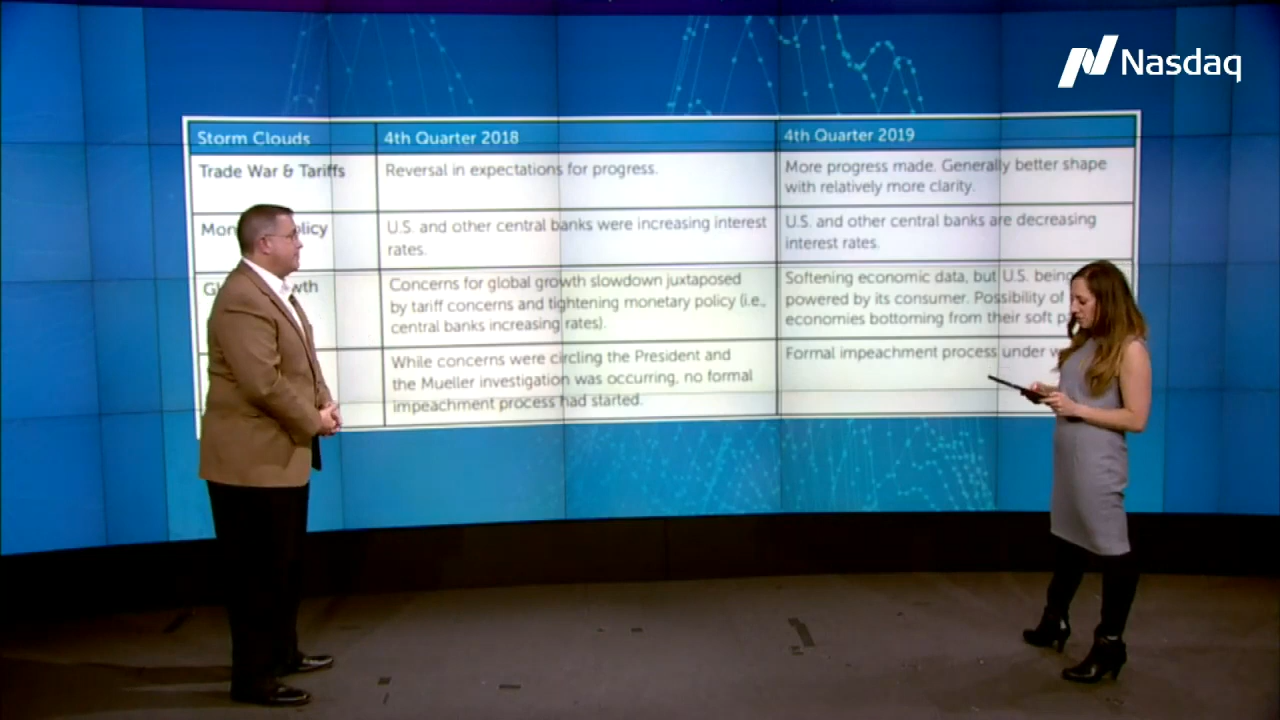 Nasdaq
Storm Clouds
4th Quarter 2018
4th Quarter 2019
Trade War & Tariffs
Reversal in expectations for progress.
More progress made. Generally better shape
with relatively more clarity.
U.S. and other central banks were increasing interest
rates.
U.S. and other central banks are decreasing
interest rates.
Concerns for global growth slowdown juxtaposed
by tariff concerns and tightening monetary policy (i.e.,
central banks increasing rates).
Softening economic data, but U.S. being
powered by its consumer. Possibility of
economies bottoming from their soft
While concerns were circling the President and
the Mueller investigation was occurring, no formal
impeachment process had started.
Formal impeachment process under